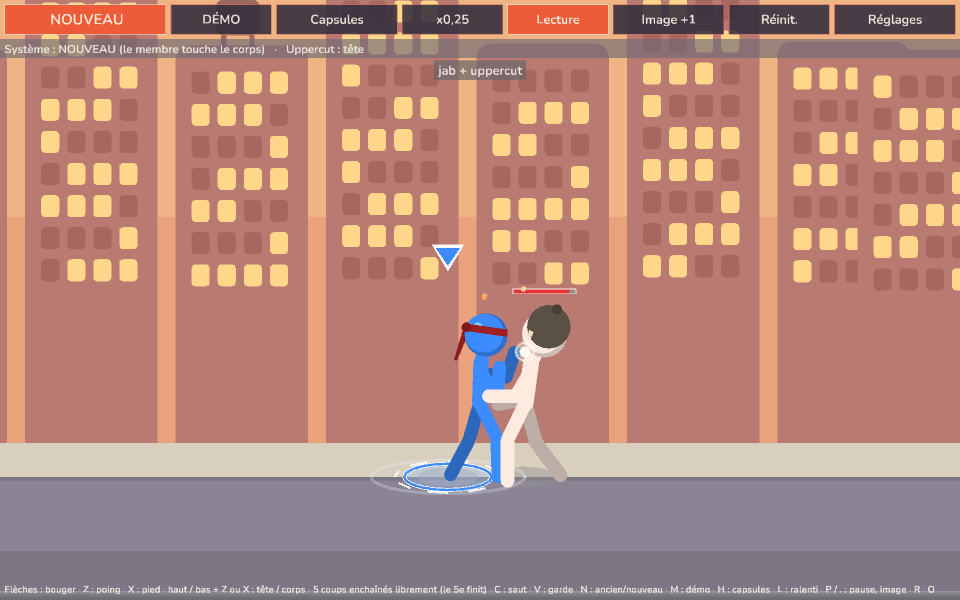 NOUVEAU DÉMO Capsules x0,25 Lecture Image +1 Réinit. Réglages
Système : NOUVEAU (le membre touche le corps) · Uppercut : tête
jab + uppercut
Flèches : bouger · Z : poing · X : pied · haut / bas + Z ou X : tête / corps · 5 coups enchaînés librement (le 5e finit) · C : saut · V : garde · N : ancien/nouveau · M : démo · H : capsules · L : ralenti · P / . : pause, image · R · O